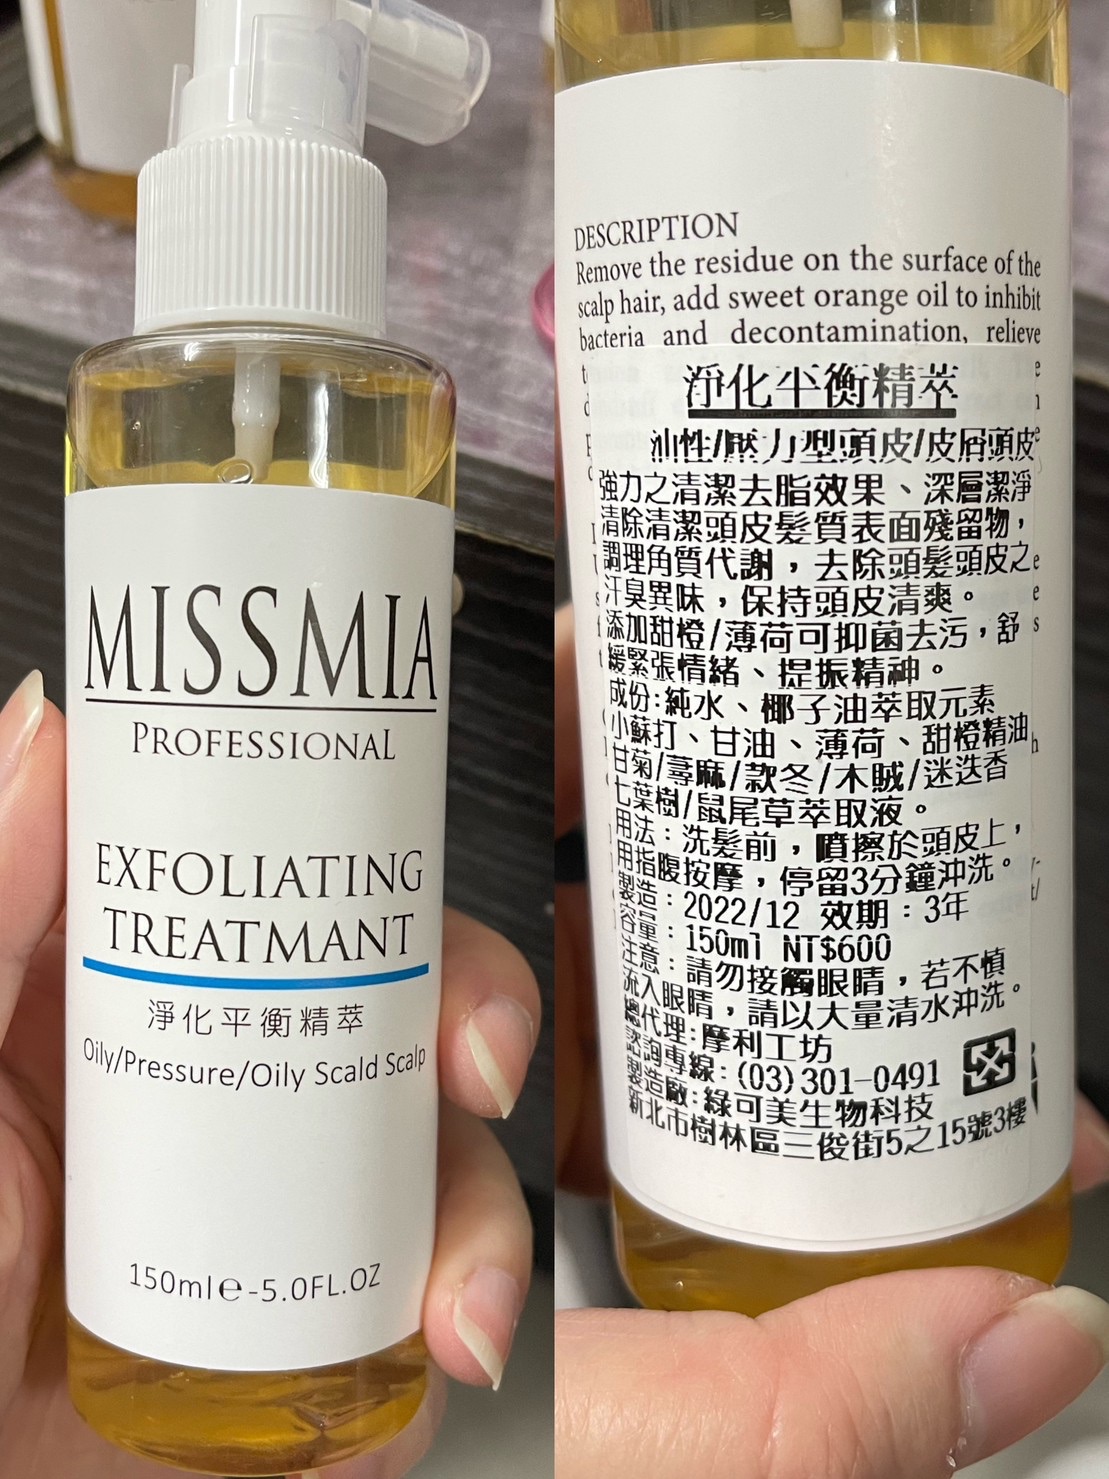 MISSMIA
PROFESSIONAL
EXFOLIATING
TREATMANT
淨化平衡精萃
Oily/Pressure/Oily Scald Scalp
150ml e-5.0FL.OZ
DESCRIPTION
Remove the residue on the surface of the
scalp hair, add sweet orange oil to inhibit
bacteria and decontamination, relieve
淨化平衡精萃
油性/壓力型頭皮/皮屑頭皮
強力之清潔去脂效果、深層潔淨
清除清潔頭皮髮質表面殘留物，
調理角質代謝，去除頭髮頭皮之
汗臭異味，保持頭皮清爽。
添加甜橙/薄荷可抑菌去污，舒
緩緊張情緒、提振精神。
成份:純水、椰子油萃取元素
小蘇打、甘油、薄荷、甜橙精油
甘菊/蕁麻/款冬/木賊/迷迭香
七葉樹/鼠尾草萃取液。
用法：洗髮前，噴擦於頭皮上，
用指腹按摩，停留3分鐘沖洗。
製造：2022/12 效期：3年
容量：150ml NT$600
注意：請勿接觸眼睛，若不慎
流入眼睛，請以大量清水沖洗。
總代理:摩利工坊
諮詢專線:(03)301-0491
製造廠:綠可美生物科技
新北市樹林區三俊街5之15號3樓